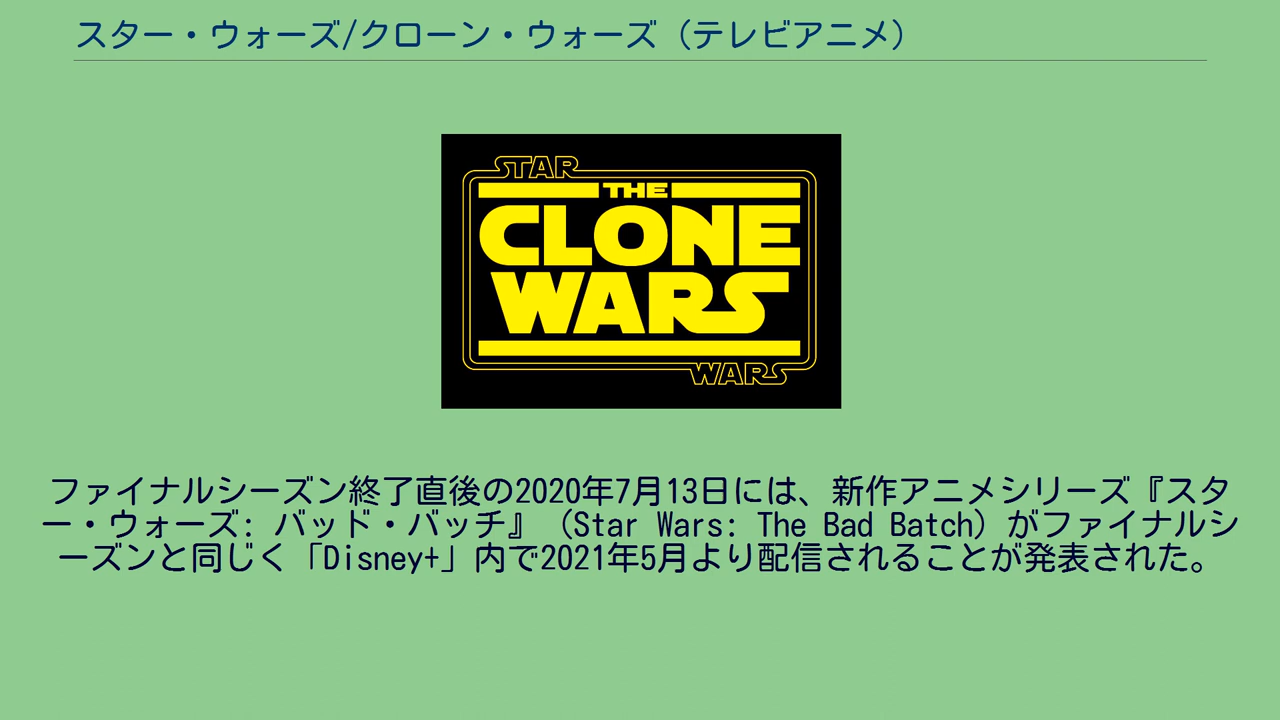 スター・ウォーズ/クローン・ウォーズ（テレビアニメ）
STAR
THE
CLONE
WARS
WARS
ファイナルシーズン終了直後の2020年7月13日には、新作アニメシリーズ『スタ
ー・ウォーズ: バッド・バッチ』（Star Wars: The Bad Batch）がファイナルシ
ーズンと同じく「Disney+」内で2021年5月より配信されることが発表された。